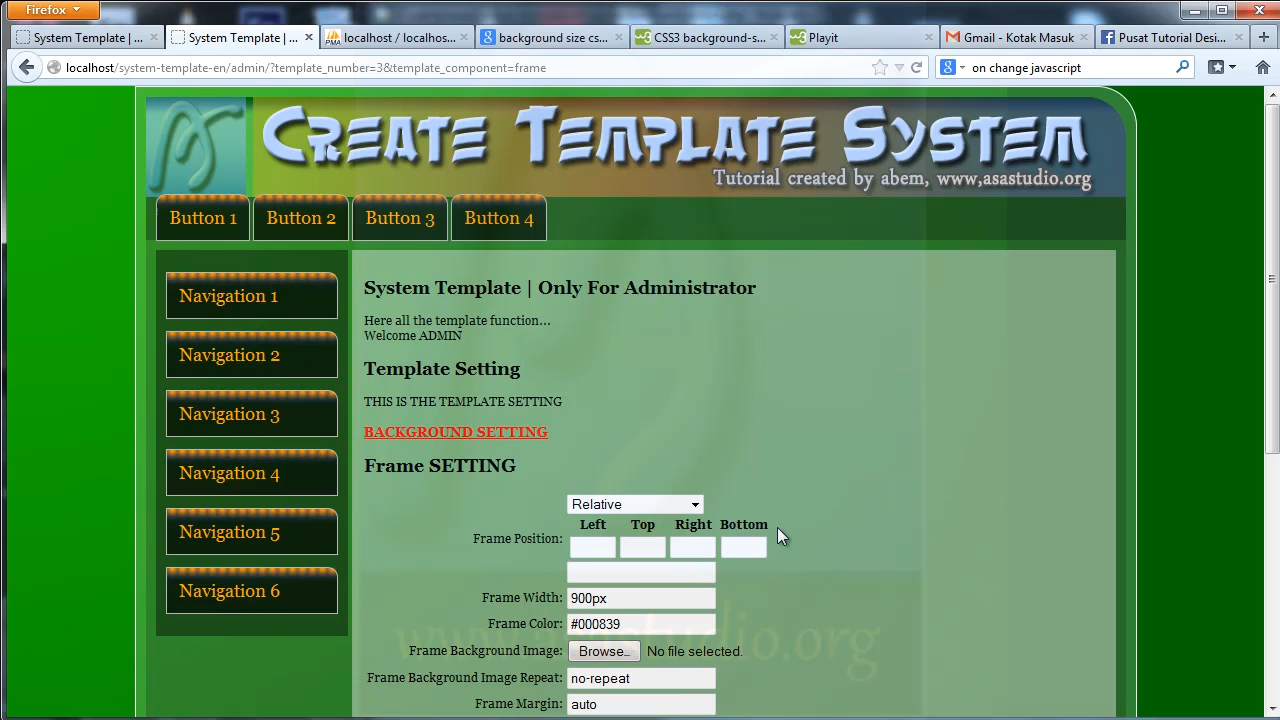 Firefox
System Template | ...
System Template | ...
localhost / localhos...
background size cs...
CSS3 background-s...
Playit
Gmail - Kotak Masuk
Pusat Tutorial Desi...
localhost/system-template-en/admin/?template_number=3&template_component=frame
on change javascript
Create Template System
Tutorial created by abem, www.asastudio.org
Button 1
Button 2
Button 3
Button 4
Navigation 1
Navigation 2
Navigation 3
Navigation 4
Navigation 5
Navigation 6
System Template | Only For Administrator
Here all the template function...
Welcome ADMIN
Template Setting
THIS IS THE TEMPLATE SETTING
BACKGROUND SETTING
Frame SETTING
Relative
Left Top Right Bottom
Frame Position:
Frame Width: 900px
Frame Color: #000839
Frame Background Image: Browse... No file selected.
Frame Background Image Repeat: no-repeat
Frame Margin: auto
www.asastudio.org